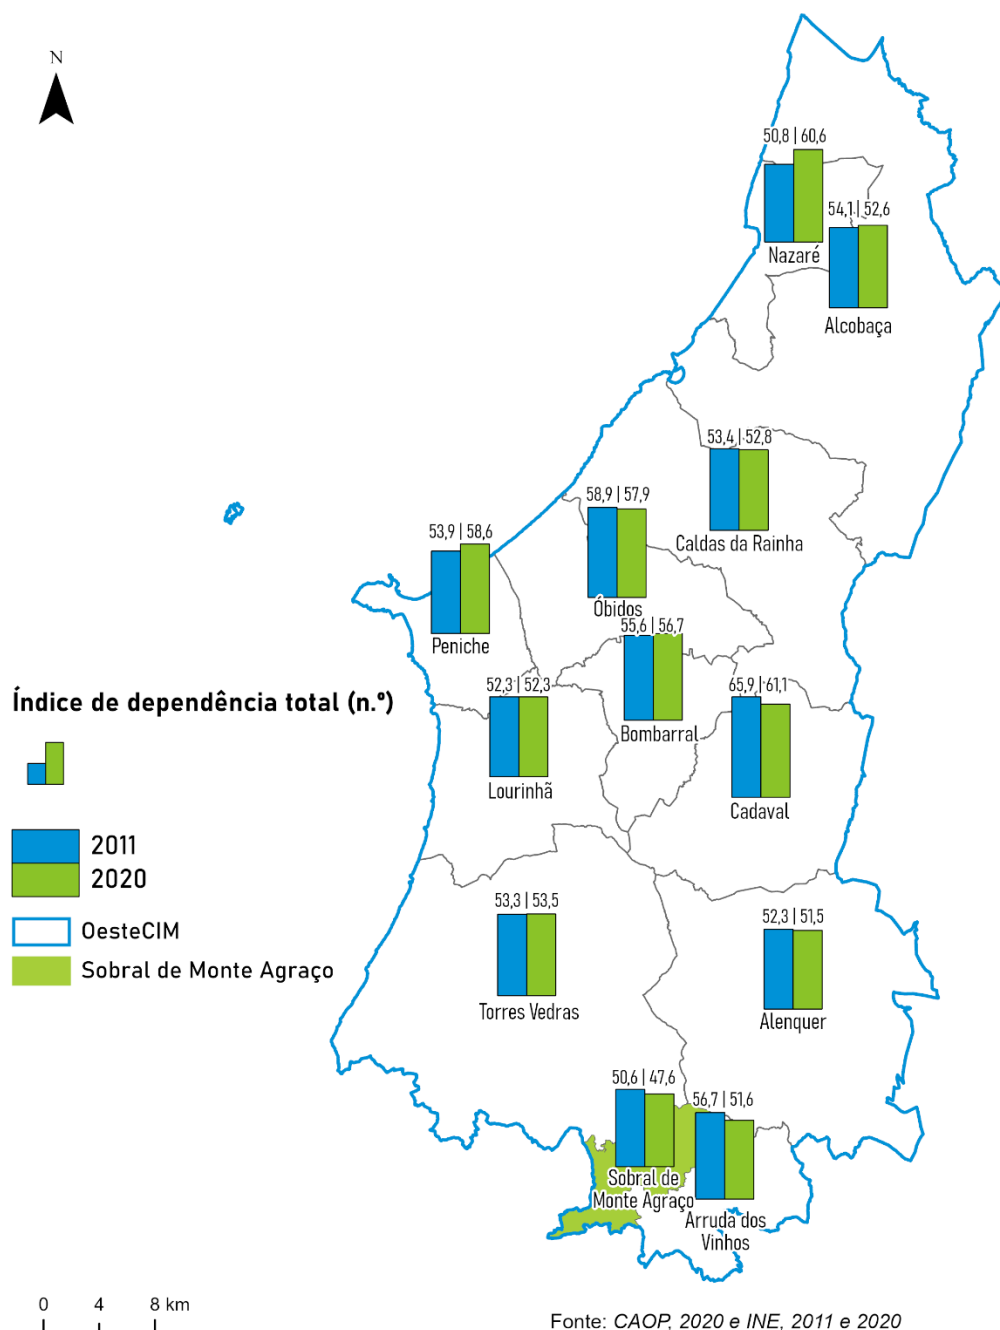 N
50,8 | 60,6
Nazaré
54,1 | 52,6
Alcobaça
53,4 | 52,8
Caldas da Rainha
58,9 | 57,9
Óbidos
53,9 | 58,6
Peniche
55,6 | 56,7
Bombarral
52,3 | 52,3
Lourinhã
65,9 | 61,1
Cadaval
Índice de dependência total (n.º)
2011
2020
OesteCIM
Sobral de Monte Agraço
53,3 | 53,5
Torres Vedras
52,3 | 51,5
Alenquer
50,6 | 47,6
Sobral de
Monte Agraço
56,7 | 51,6
Arruda dos
Vinhos
0 4 8 km
Fonte: CAOP, 2020 e INE, 2011 e 2020